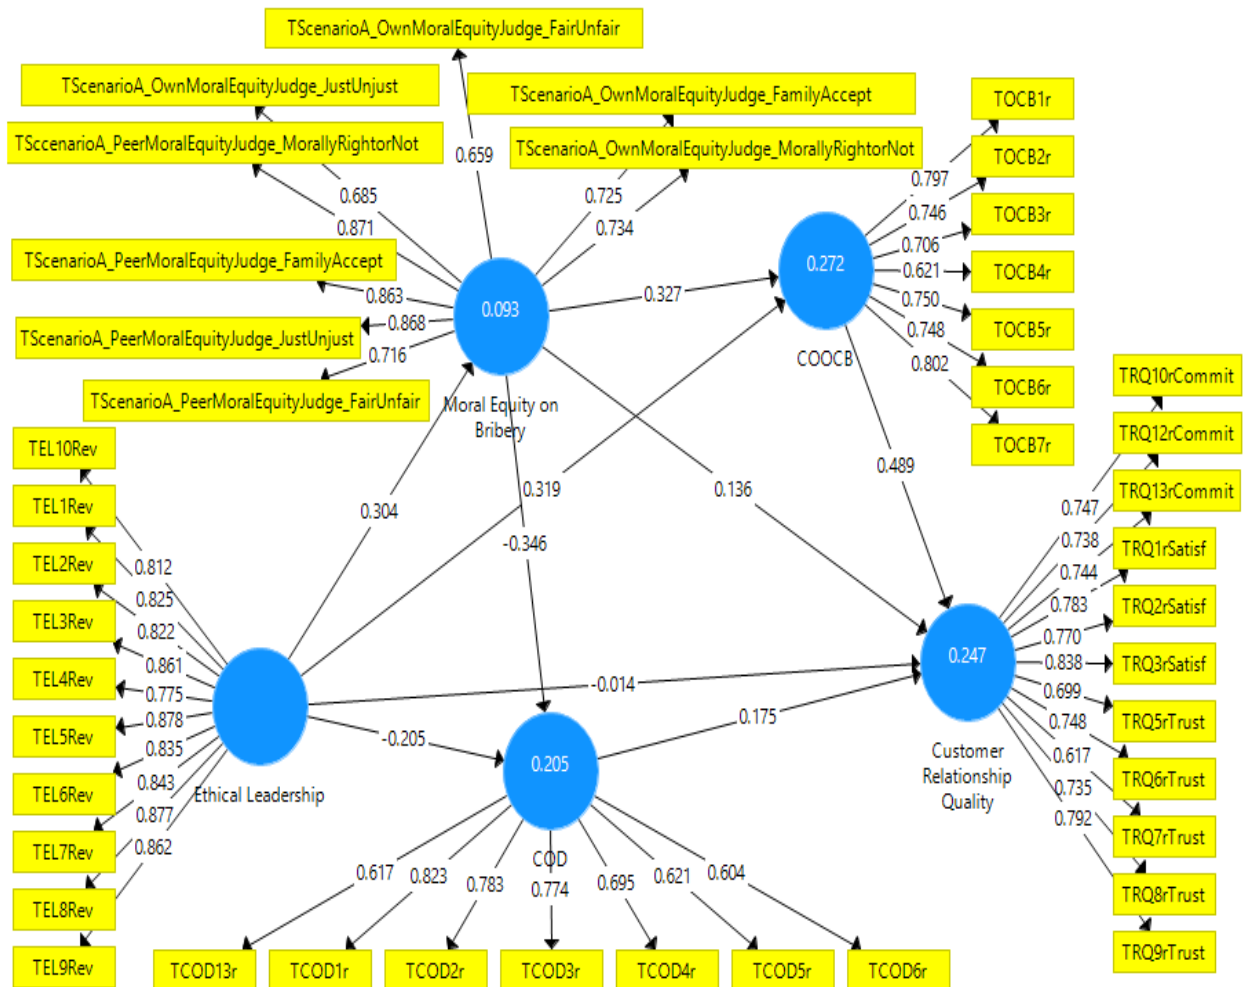 TScenarioA_OwnMoralEquityJudge_FairUnfair
TScenarioA_OwnMoralEquityJudge_JustUnjust
TScenarioA_OwnMoralEquityJudge_FamilyAccept
TSccenarioA_PeerMoralEquityJudge_MorallyRightorNot
TScenarioA_OwnMoralEquityJudge_MorallyRightorNot
0.659
0.685
0.871
0.725
0.734
TScenarioA_PeerMoralEquityJudge_FamilyAccept
0.863
TScenarioA_PeerMoralEquityJudge_JustUnjust
0.868
0.716
TScenarioA_PeerMoralEquityJudge_FairUnfair
0.093
Moral Equity on
Bribery
0.327
0.272
COOCB
TOCB1r
TOCB2r
TOCB3r
TOCB4r
TOCB5r
TOCB6r
TOCB7r
0.797
0.746
0.706
0.621
0.750
0.748
0.802
0.304
0.319
-0.346
0.136
0.489
TEL10Rev
TEL1Rev
TEL2Rev
TEL3Rev
TEL4Rev
TEL5Rev
TEL6Rev
TEL7Rev
TEL8Rev
TEL9Rev
0.812
0.825
0.822
0.861
0.775
0.878
0.835
0.843
0.877
0.862
Ethical Leadership
-0.014
-0.205
0.175
0.205
COD
0.617
0.823
0.783
0.774
0.695
0.621
0.604
TCOD13r
TCOD1r
TCOD2r
TCOD3r
TCOD4r
TCOD5r
TCOD6r
0.247
Customer
Relationship
Quality
0.747
0.738
0.744
0.783
0.770
0.838
0.699
0.748
0.617
0.735
0.792
TRQ10rCommit
TRQ12rCommit
TRQ13rCommit
TRQ1rSatisf
TRQ2rSatisf
TRQ3rSatisf
TRQ5rTrust
TRQ6rTrust
TRQ7rTrust
TRQ8rTrust
TRQ9rTrust